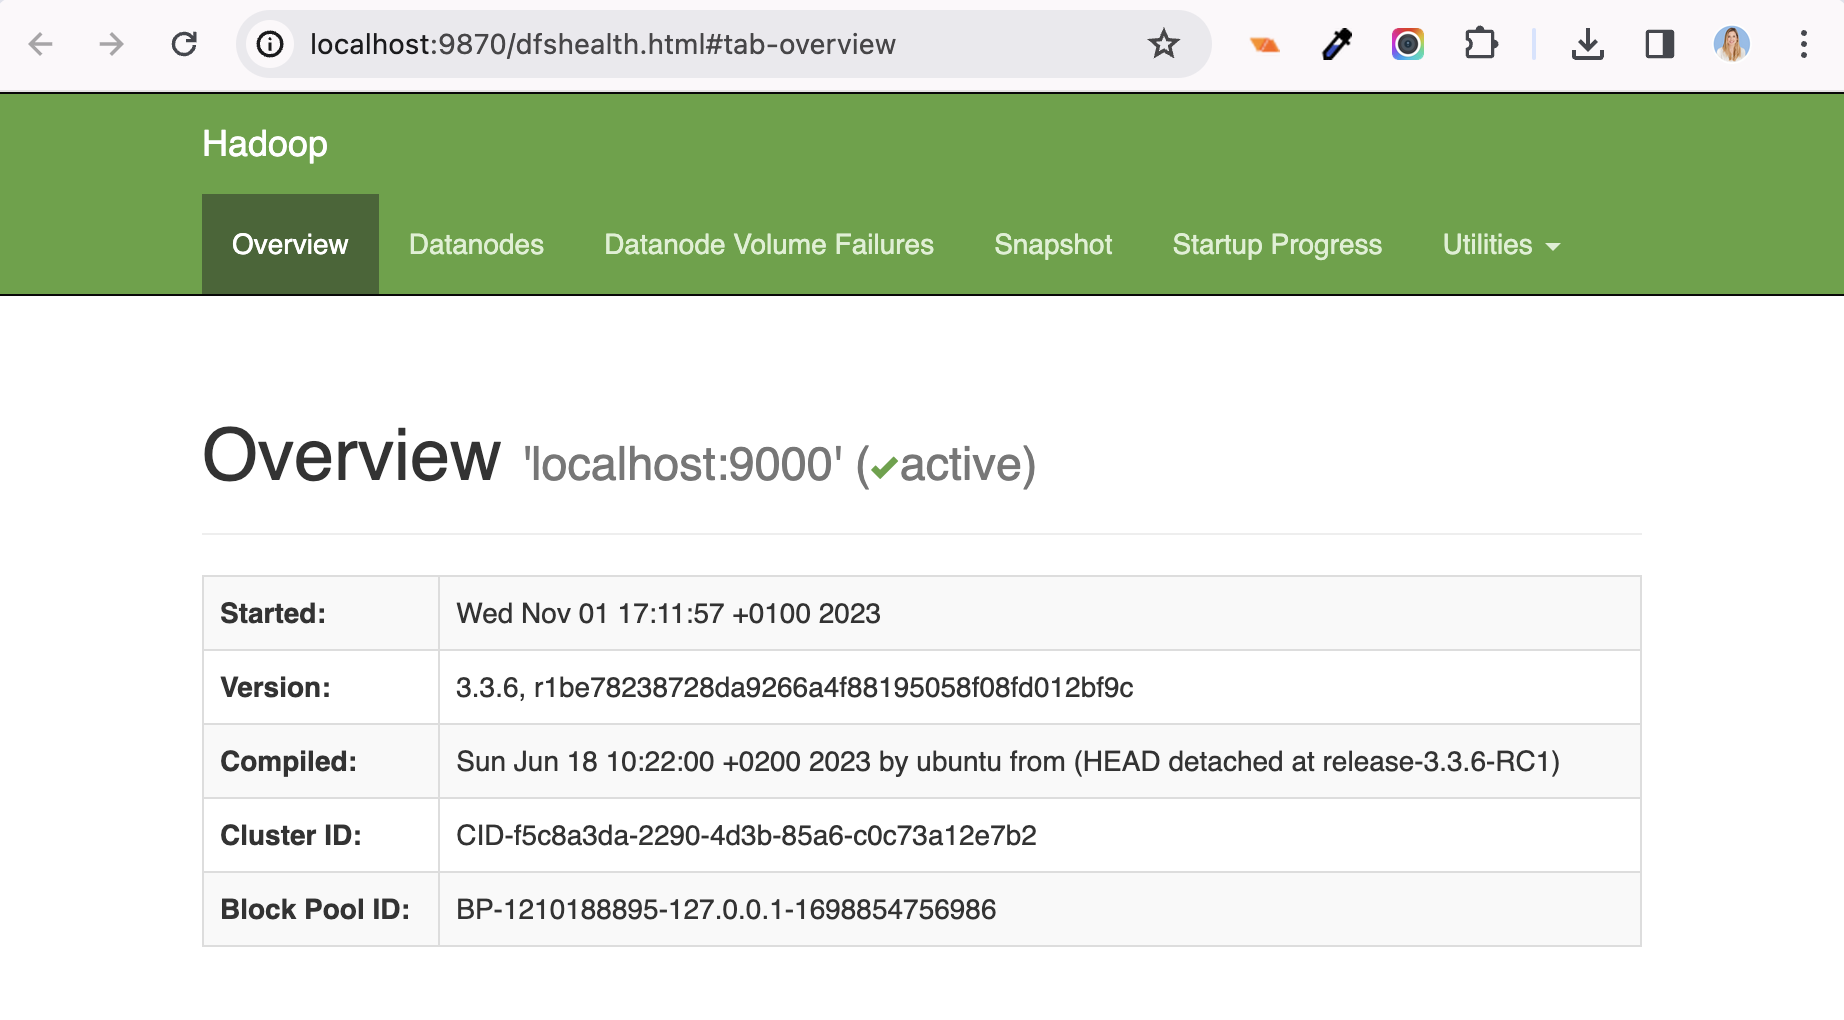 localhost:9870/dfshealth.html#tab-overview
Hadoop
Overview Datanodes Datanode Volume Failures Snapshot Startup Progress Utilities
Overview 'localhost:9000' (✔active)
Started: Wed Nov 01 17:11:57 +0100 2023
Version: 3.3.6, r1be78238728da9266a4f88195058f08fd012bf9c
Compiled: Sun Jun 18 10:22:00 +0200 2023 by ubuntu from (HEAD detached at release-3.3.6-RC1)
Cluster ID: CID-f5c8a3da-2290-4d3b-85a6-c0c73a12e7b2
Block Pool ID: BP-1210188895-127.0.0.1-1698854756986